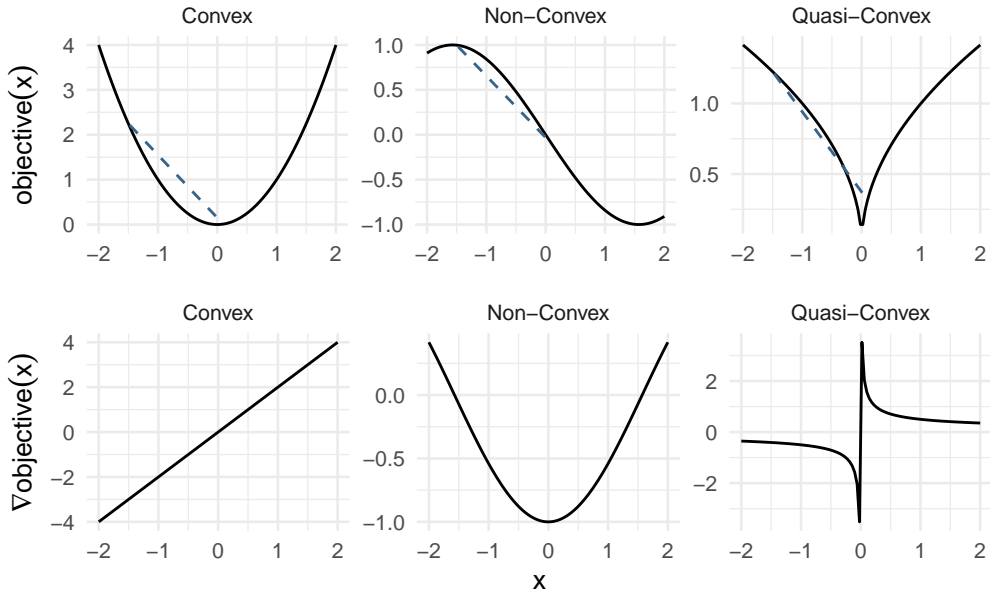 Convex
Non−Convex
Quasi−Convex
objective(x)
4
3
2
1
0
−2 −1 0 1 2
1.0
0.5
0.0
−0.5
−1.0
−2 −1 0 1 2
1.0
0.5
−2 −1 0 1 2
Convex
Non−Convex
Quasi−Convex
∇objective(x)
4
2
0
−2
−4
−2 −1 0 1 2
0.0
−0.5
−1.0
−2 −1 0 1 2
2
0
−2
−2 −1 0 1 2
x